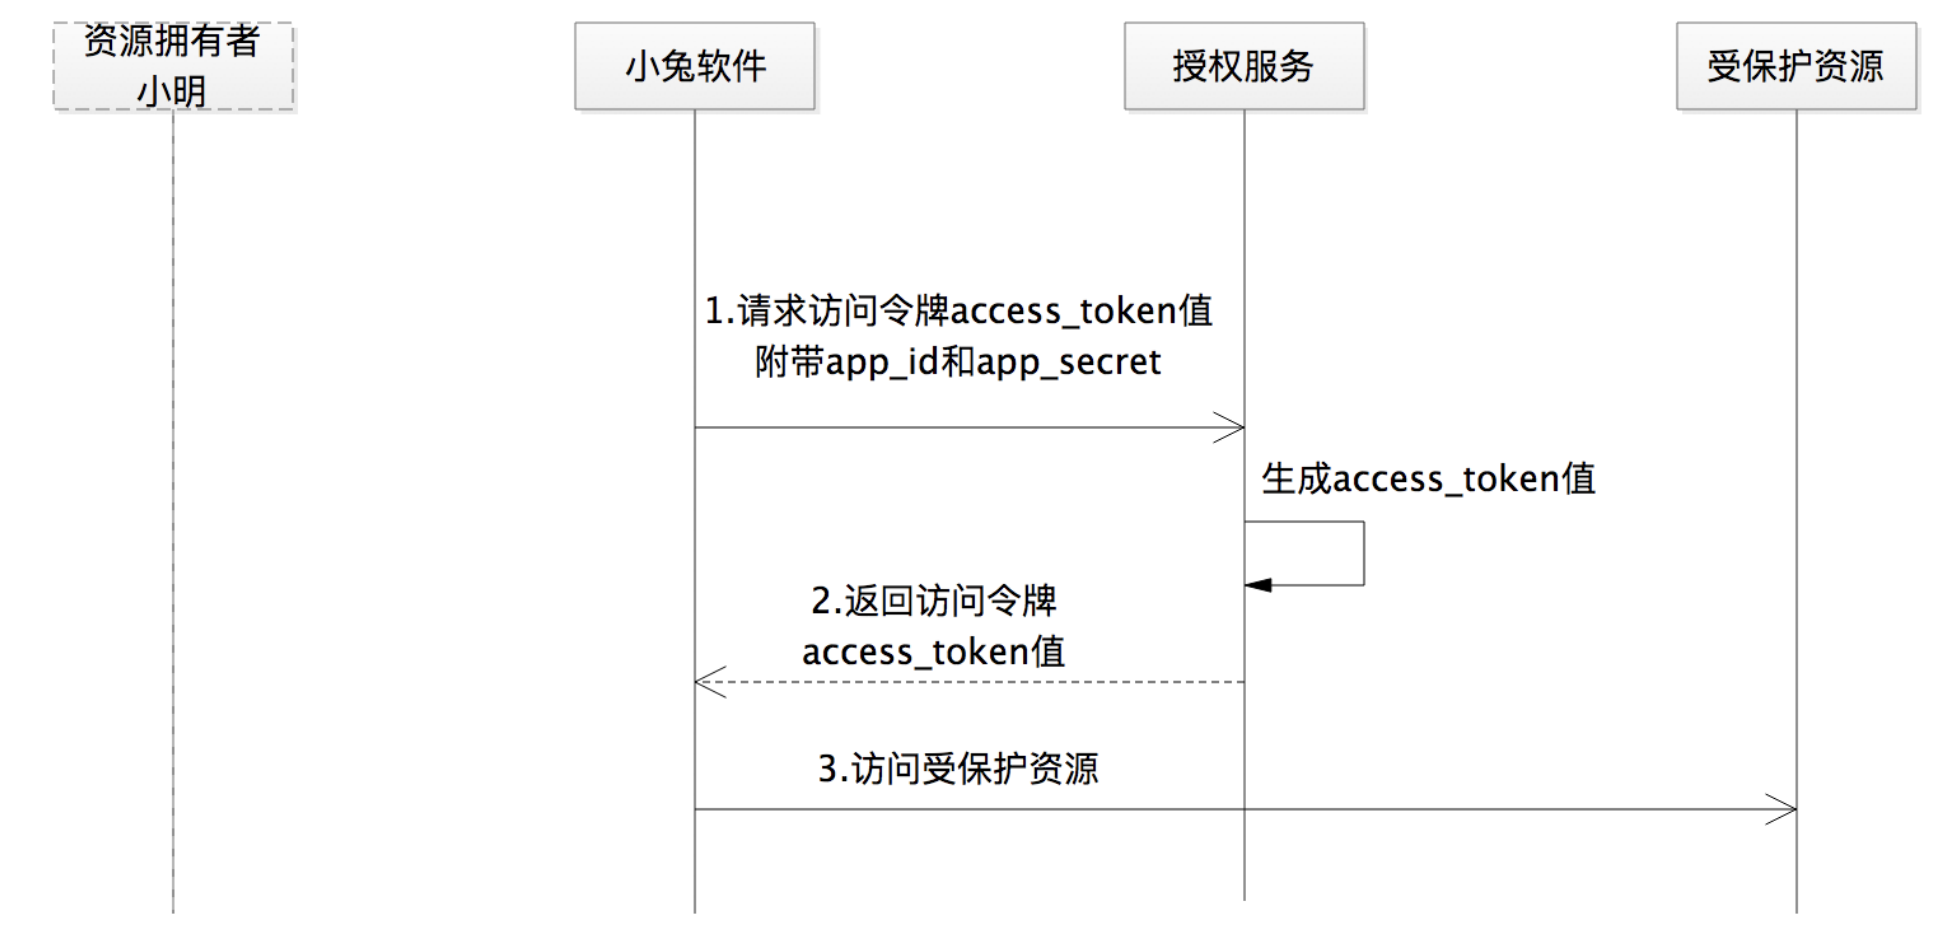 资源拥有者
小明
小兔软件
授权服务
受保护资源
1.请求访问令牌access_token值
附带app_id和app_secret
生成access_token值
2.返回访问令牌
access_token值
3.访问受保护资源